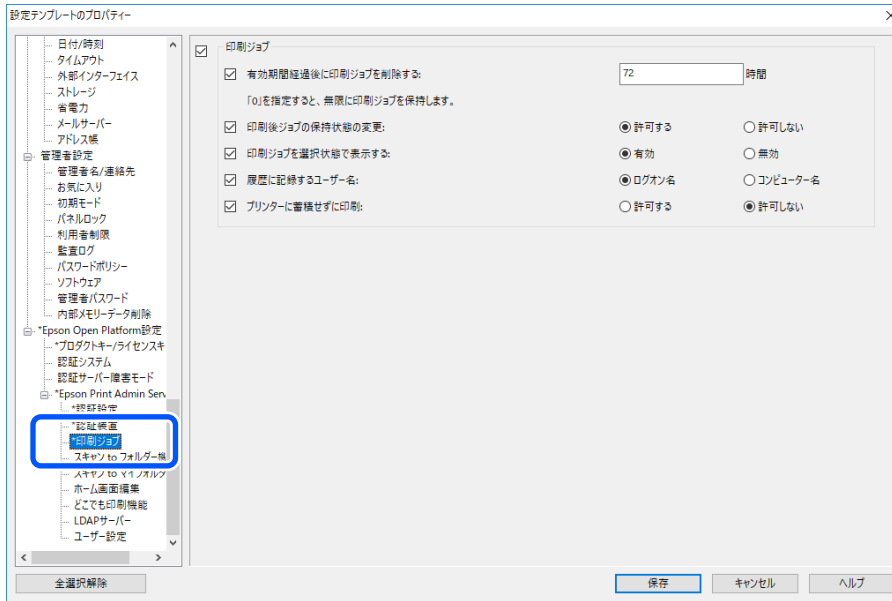 設定テンプレートのプロパティー
日付/時刻
タイムアウト
外部インターフェイス
ストレージ
省電力
メールサーバー
アドレス帳
管理者設定
管理者名/連絡先
お気に入り
初期モード
パネルロック
利用者制限
監査ログ
パスワードポリシー
ソフトウェア
管理者パスワード
内部メモリーデータ削除
*Epson Open Platform設定
*プロダクトキー/ライセンスキ
認証システム
認証サーバー障害モード
*Epson Print Admin Serv
*認証設定
*認証装置
*印刷ジョブ
スキャン to フォルダー機
スキャン to マイフォルダ
ホーム画面編集
どこでも印刷機能
LDAPサーバー
ユーザー設定
印刷ジョブ
有効期間経過後に印刷ジョブを削除する: 72 時間
「0」を指定すると、無限に印刷ジョブを保持します。
印刷後ジョブの保持状態の変更: 許可する 許可しない
印刷ジョブを選択状態で表示する: 有効 無効
履歴に記録するユーザー名: ログオン名 コンピューター名
プリンターに蓄積せずに印刷: 許可する 許可しない
全選択解除 保存 キャンセル ヘルプ